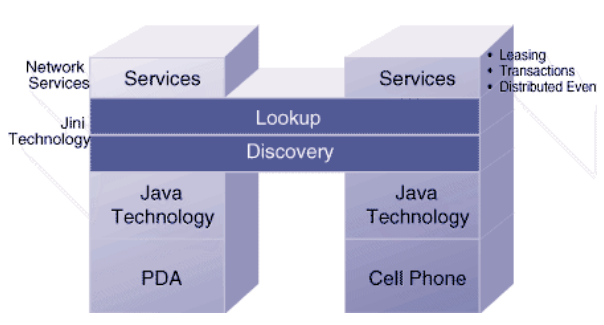 Network
Services
Services
Services
• Leasing
• Transactions
• Distributed Even
Jini
Technology
Lookup
Discovery
Java
Technology
Java
Technology
PDA
Cell Phone